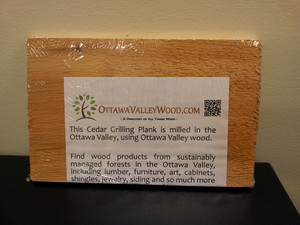 OTTAWAVALLEYWOOD.COM
- A DIRECTORY OF ALL THINGS WOOD -
This Cedar Grilling Plank is milled in the
Ottawa Valley, using Ottawa Valley wood.
Find wood products from sustainably
managed forests in the Ottawa Valley,
including lumber, furniture, art, cabinets,
shingles, jewelry, siding and so much more